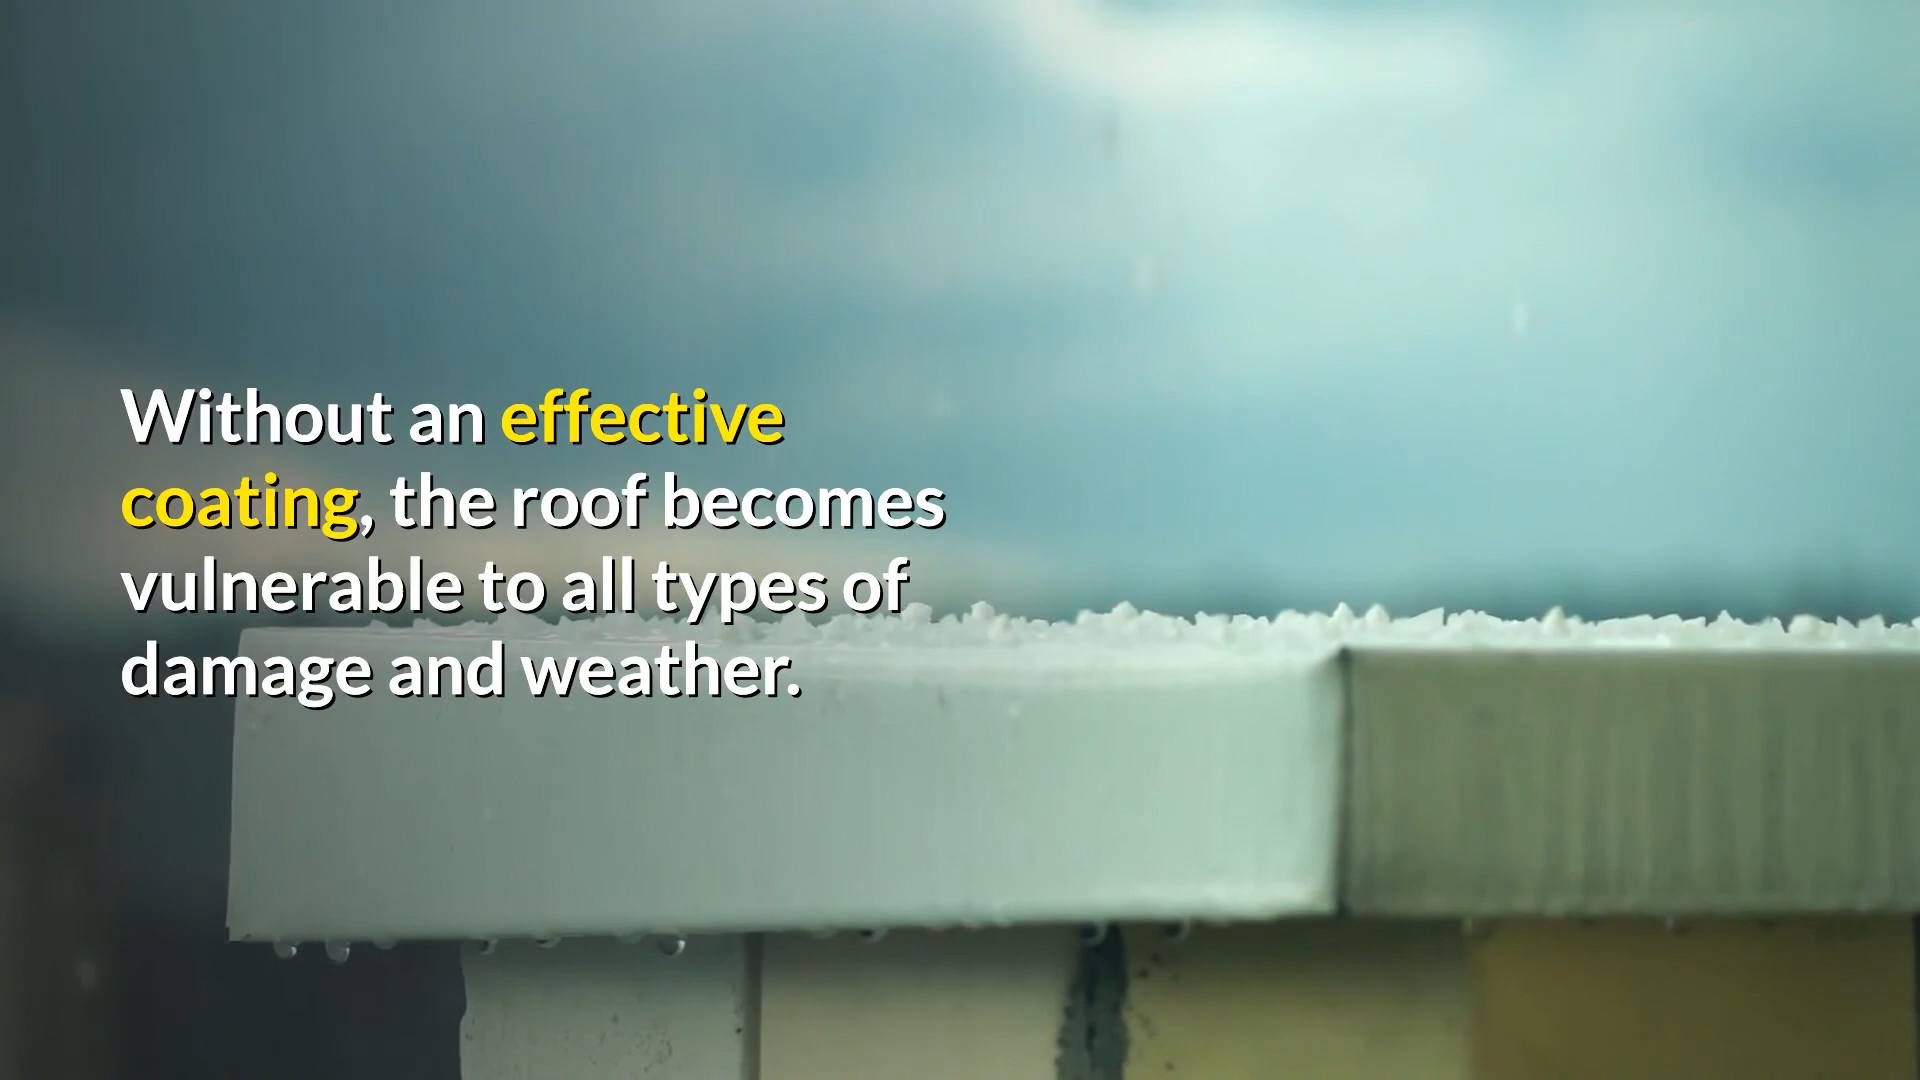 Without an effective
coating, the roof becomes
vulnerable to all types of
damage and weather.